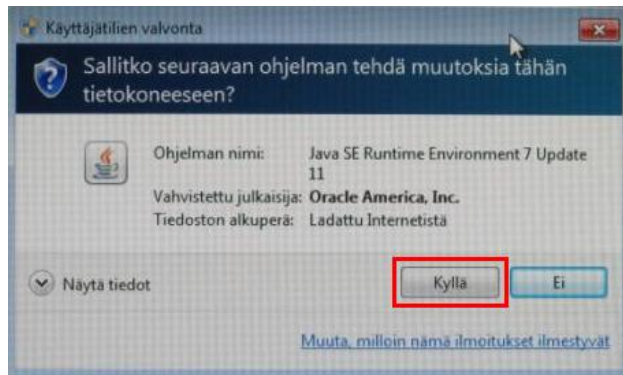 Käyttäjätilien valvonta
Sallitko seuraavan ohjelman tehdä muutoksia tähän
tietokoneeseen?
Ohjelman nimi: Java SE Runtime Environment 7 Update
11
Vahvistettu julkaisija: Oracle America, Inc.
Tiedoston alkuperä: Ladattu Internetistä
Näytä tiedot
Kyllä
Ei
Muuta, milloin nämä ilmoitukset ilmestyvät